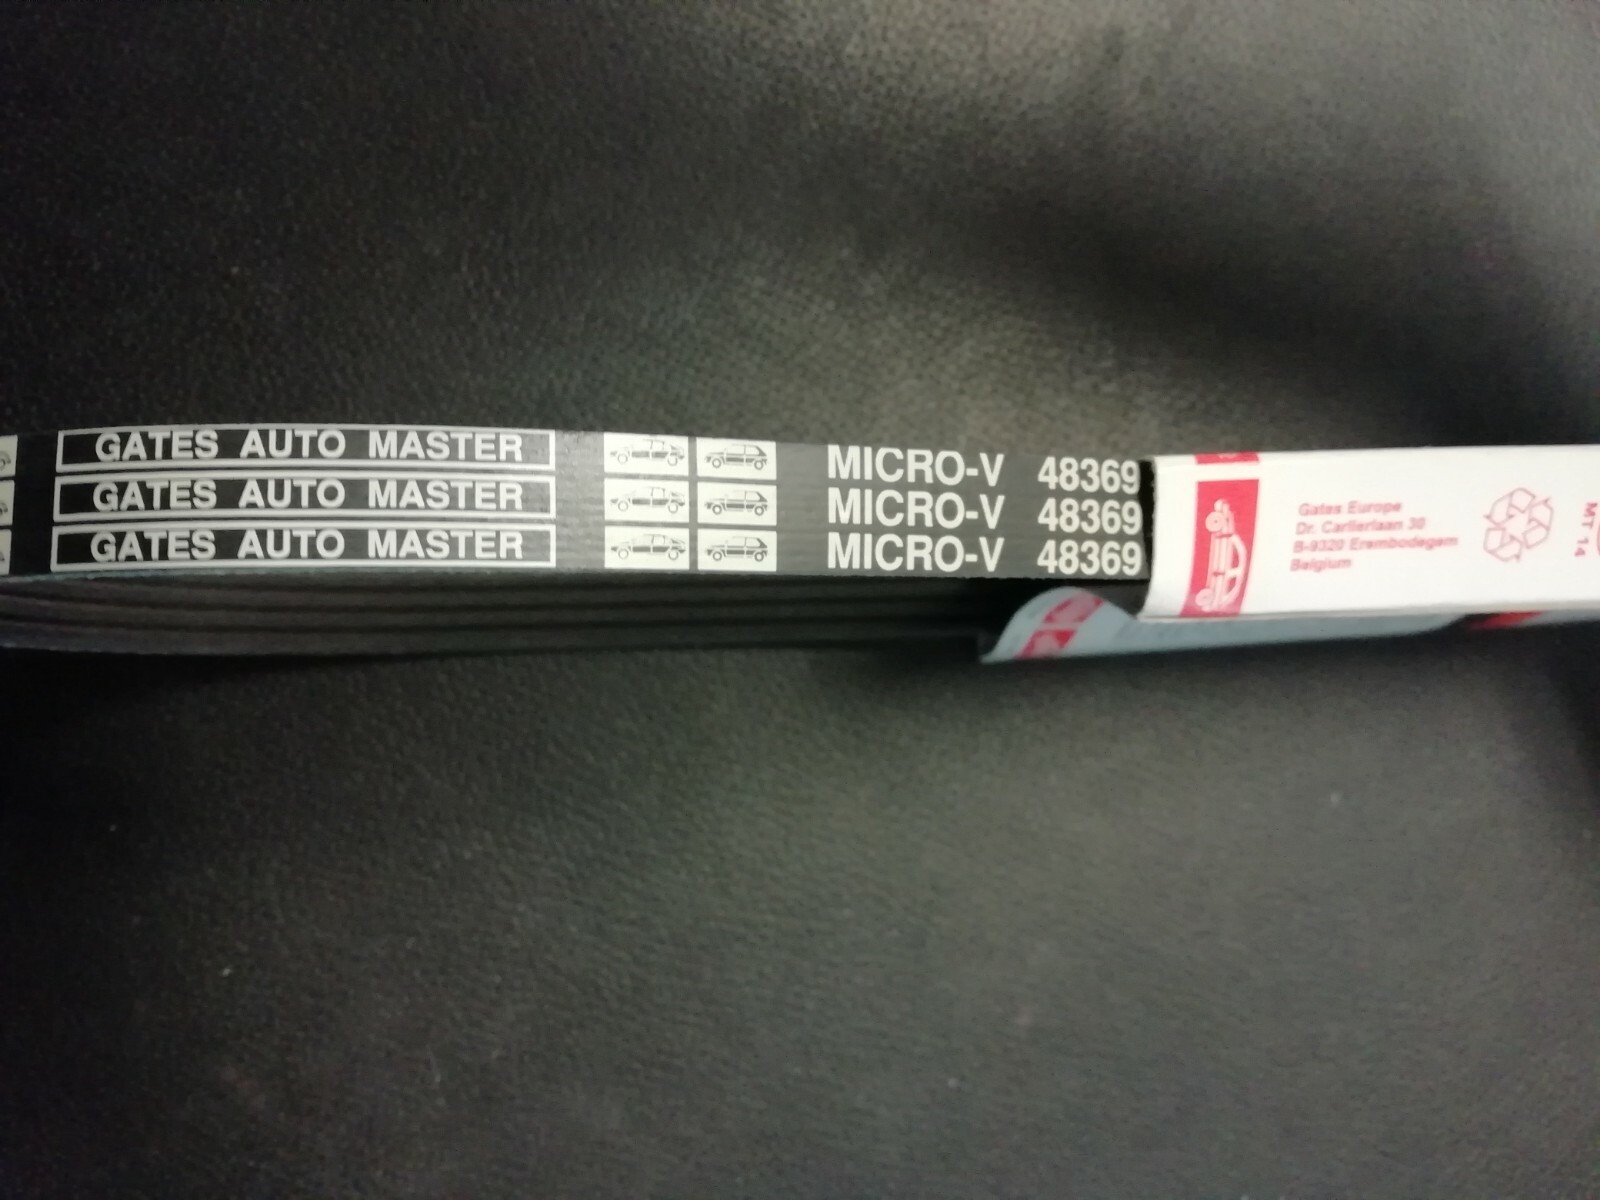 GATES AUTO MASTER MICRO-V 48369
GATES AUTO MASTER MICRO-V 48369
GATES AUTO MASTER MICRO-V 48369
Gates Europe
Dr. Carlierlaan 30
B-9320 Erembodegem
Belgium
MT 14